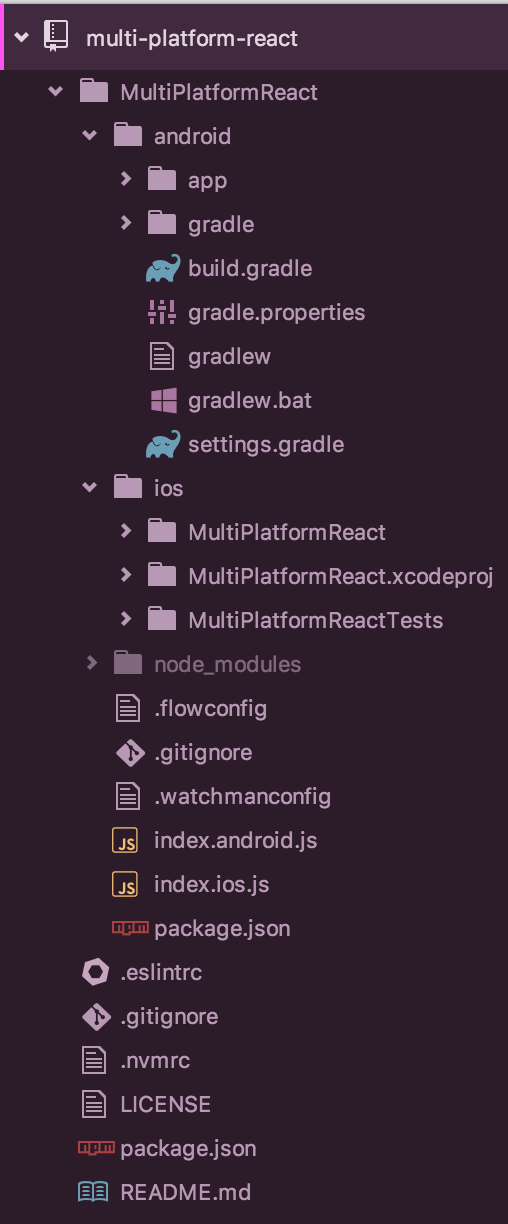 multi-platform-react
MultiPlatformReact
android
app
gradle
build.gradle
gradle.properties
gradlew
gradlew.bat
settings.gradle
ios
MultiPlatformReact
MultiPlatformReact.xcodeproj
MultiPlatformReactTests
node_modules
.flowconfig
.gitignore
.watchmanconfig
JS index.android.js
JS index.ios.js
package.json
.eslintrc
.gitignore
.nvmrc
LICENSE
package.json
README.md